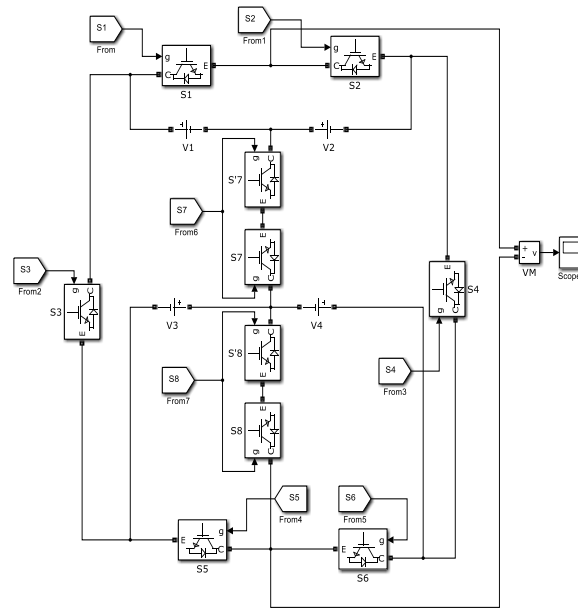 S1
From
g
C
E
S1
S2
From1
g
C
E
S2
V1
V2
g
C
S'7
E
S7
From6
E
S7
g
C
S3
From2
g
C
S3
E
E
S4
g
C
V3
V4
+
-
v
VM
Scope
g
C
S'8
E
S8
From7
E
S8
g
C
S4
From3
S5
From4
S6
From5
E
g
C
S5
E
g
C
S6